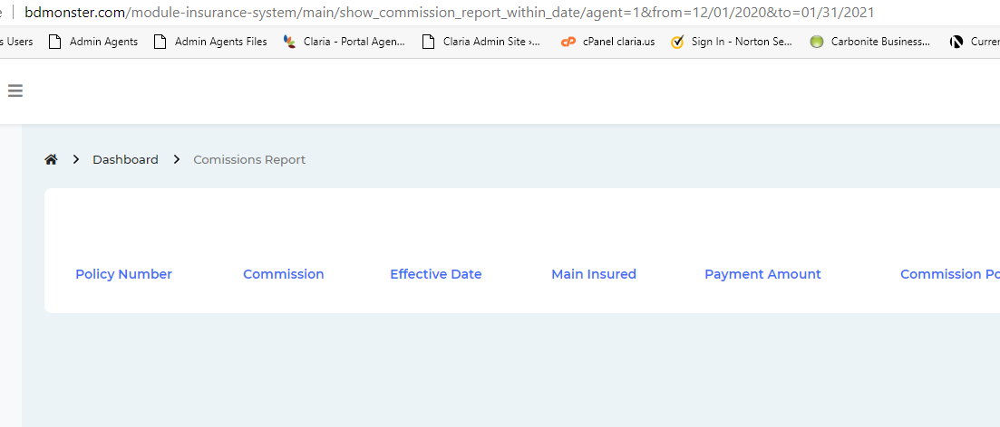 bdmonster.com/module-insurance-system/main/show_commission_report_within_date/agent=1&from=12/01/2020&to=01/31/2021
Users Admin Agents Admin Agents Files Claria - Portal Agen... Claria Admin Site ›... cP cPanel claria.us Sign In - Norton Se... Carbonite Business... N
Dashboard Comissions Report
Policy Number Commission Effective Date Main Insured Payment Amount Commission